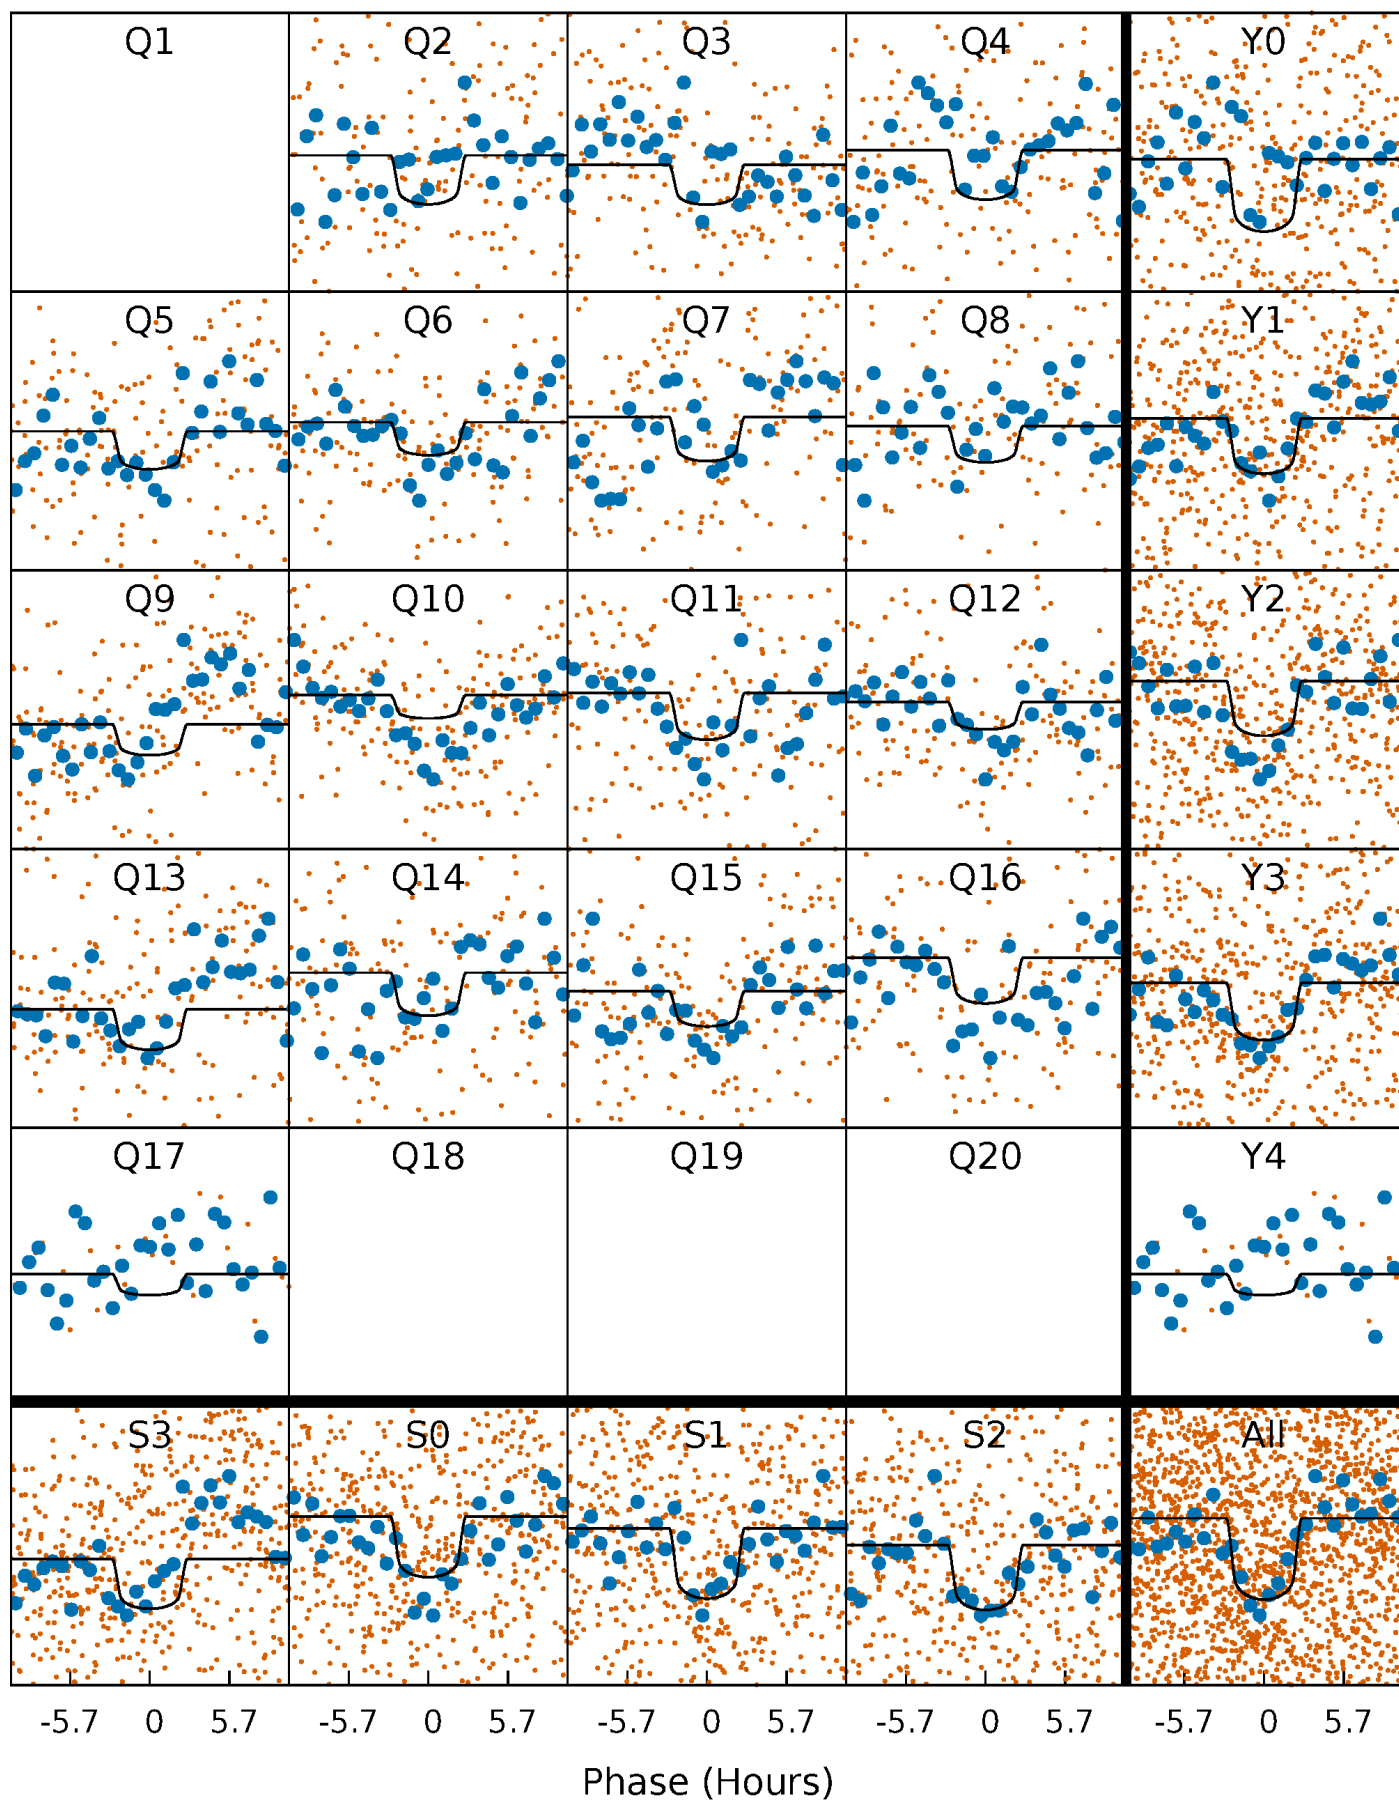 Q1 Q2 Q3 Q4 Y0
Q5 Q6 Q7 Q8 Y1
Q9 Q10 Q11 Q12 Y2
Q13 Q14 Q15 Q16 Y3
Q17 Q18 Q19 Q20 Y4
S3 S0 S1 S2 All
-5.7 0 5.7 -5.7 0 5.7 -5.7 0 5.7 -5.7 0 5.7 -5.7 0 5.7
Phase (Hours)